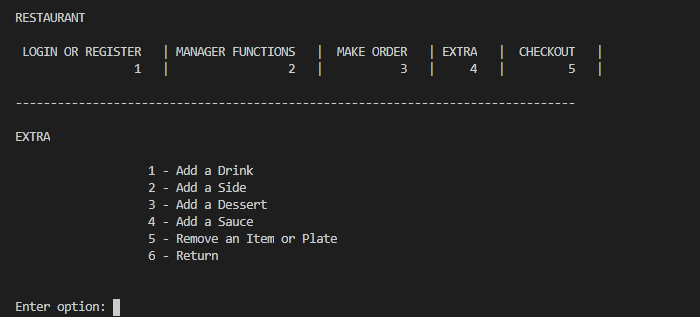 RESTAURANT
LOGIN OR REGISTER | MANAGER FUNCTIONS | MAKE ORDER | EXTRA | CHECKOUT |
1 | 2 | 3 | 4 | 5 |
--------------------------------------------------------------------------------
EXTRA
1 - Add a Drink
2 - Add a Side
3 - Add a Dessert
4 - Add a Sauce
5 - Remove an Item or Plate
6 - Return
Enter option: